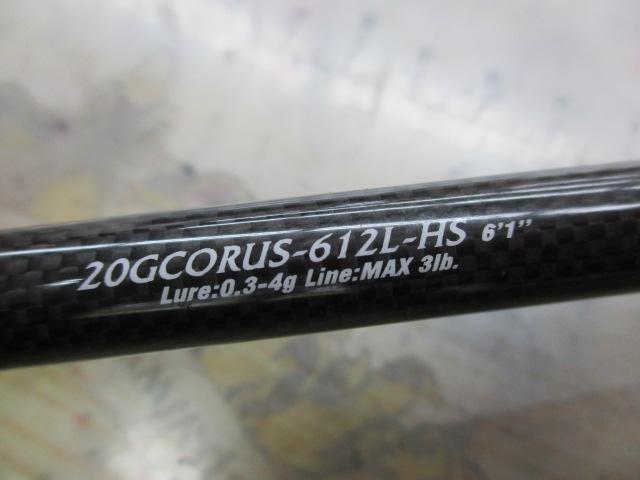 20GCORUS-612L-HS 6'1"
Lure:0.3-4g Line:MAX 3lb.